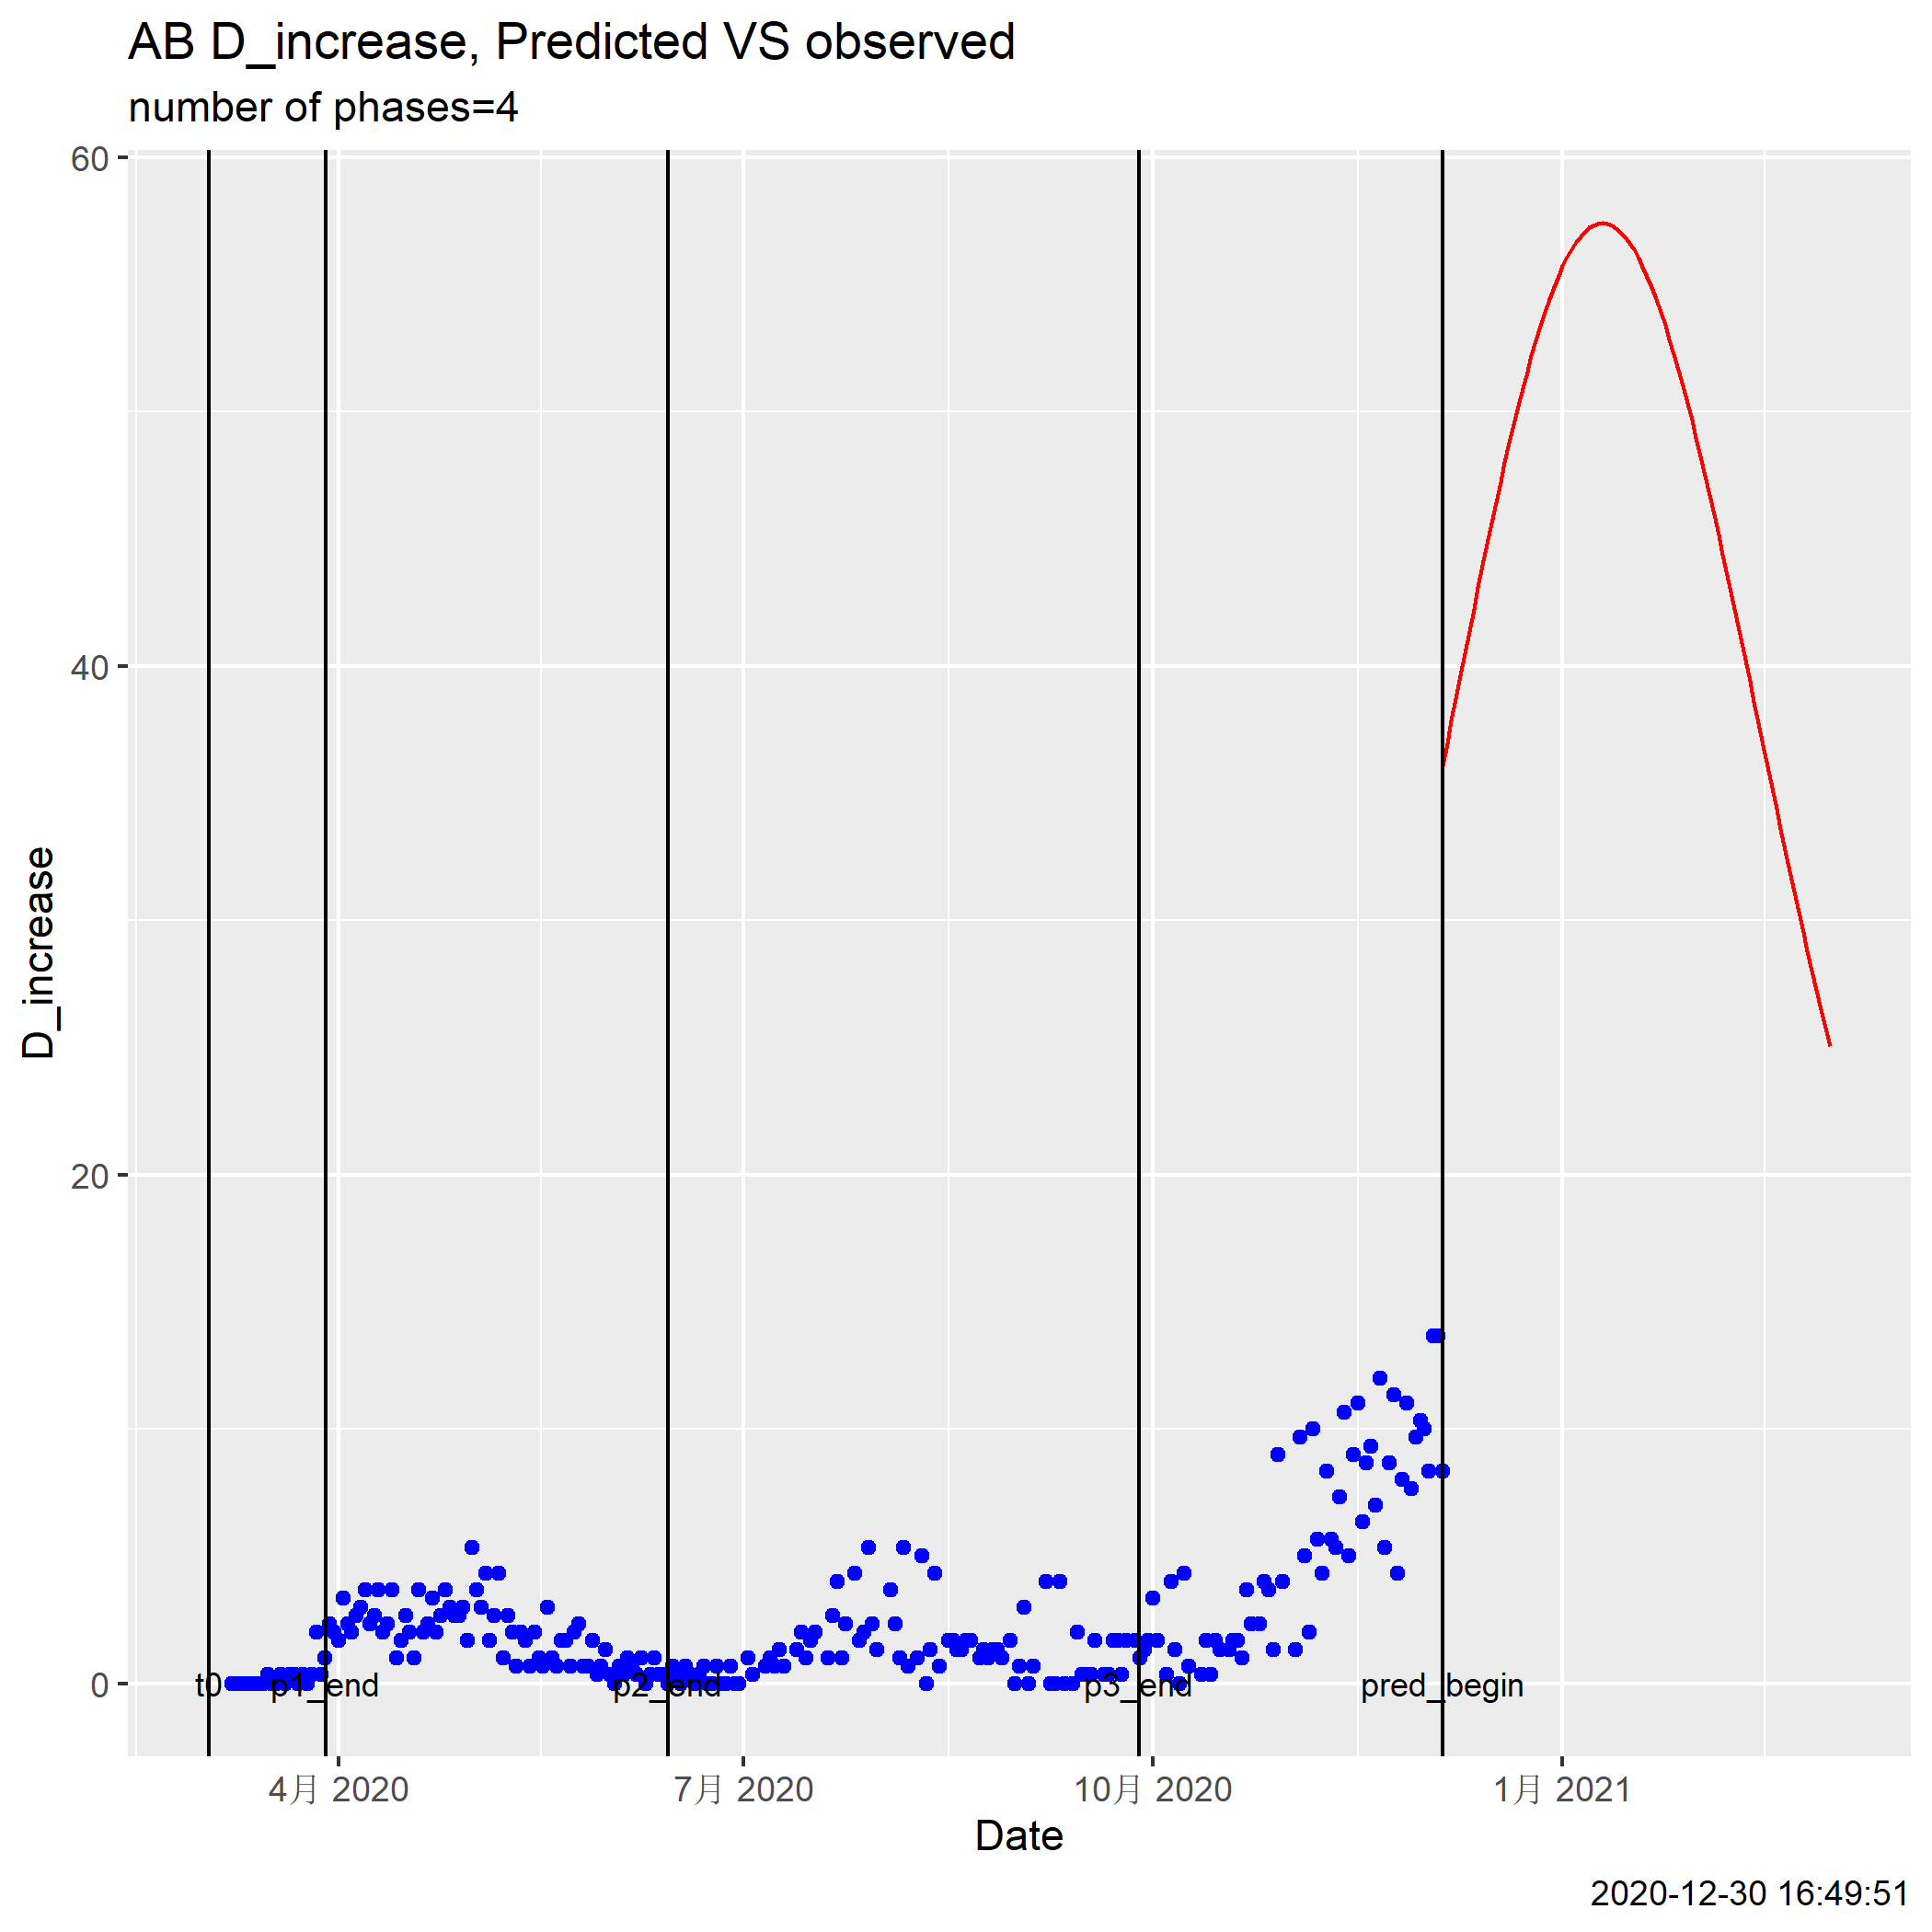 AB D_increase, Predicted VS observed
number of phases=4
60
40
20
0
D_increase
t0
p1_end
p2_end
p3_end
pred_begin
4月 2020
7月 2020
10月 2020
1月 2021
Date
2020-12-30 16:49:51